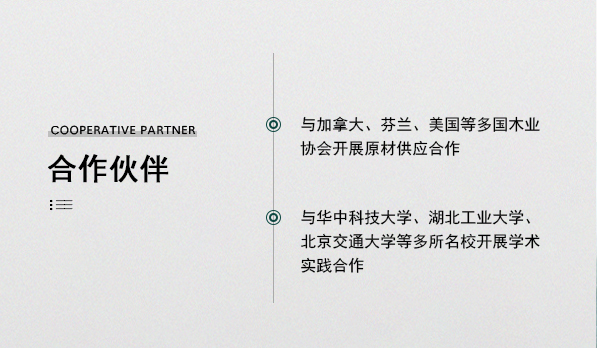 COOPERATIVE PARTNER
合作伙伴
与加拿大、芬兰、美国等多国木业
协会开展原材供应合作
与华中科技大学、湖北工业大学、
北京交通大学等多所名校开展学术
实践合作